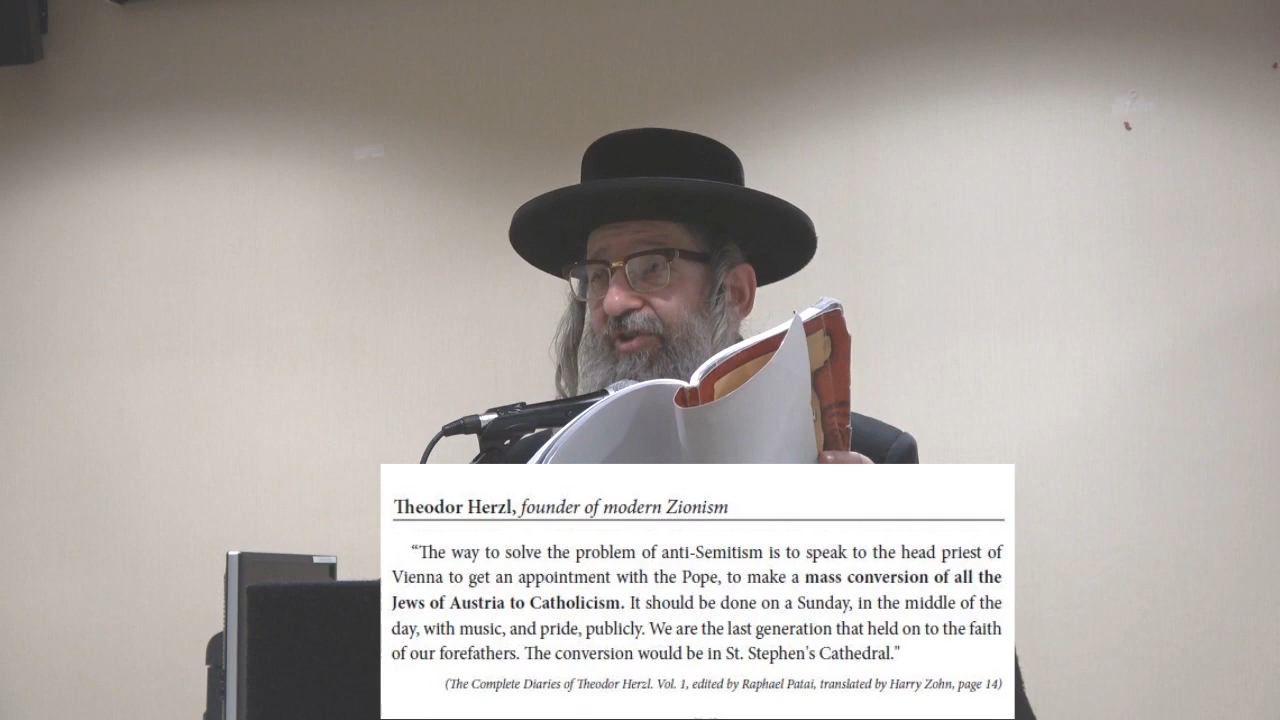 Theodor Herzl, founder of modern Zionism
“The way to solve the problem of anti-Semitism is to speak to the head priest of
Vienna to get an appointment with the Pope, to make a mass conversion of all the
Jews of Austria to Catholicism. It should be done on a Sunday, in the middle of the
day, with music, and pride, publicly. We are the last generation that held on to the faith
of our forefathers. The conversion would be in St. Stephen's Cathedral."
(The Complete Diaries of Theodor Herzl. Vol. 1, edited by Raphael Patai, translated by Harry Zohn, page 14)